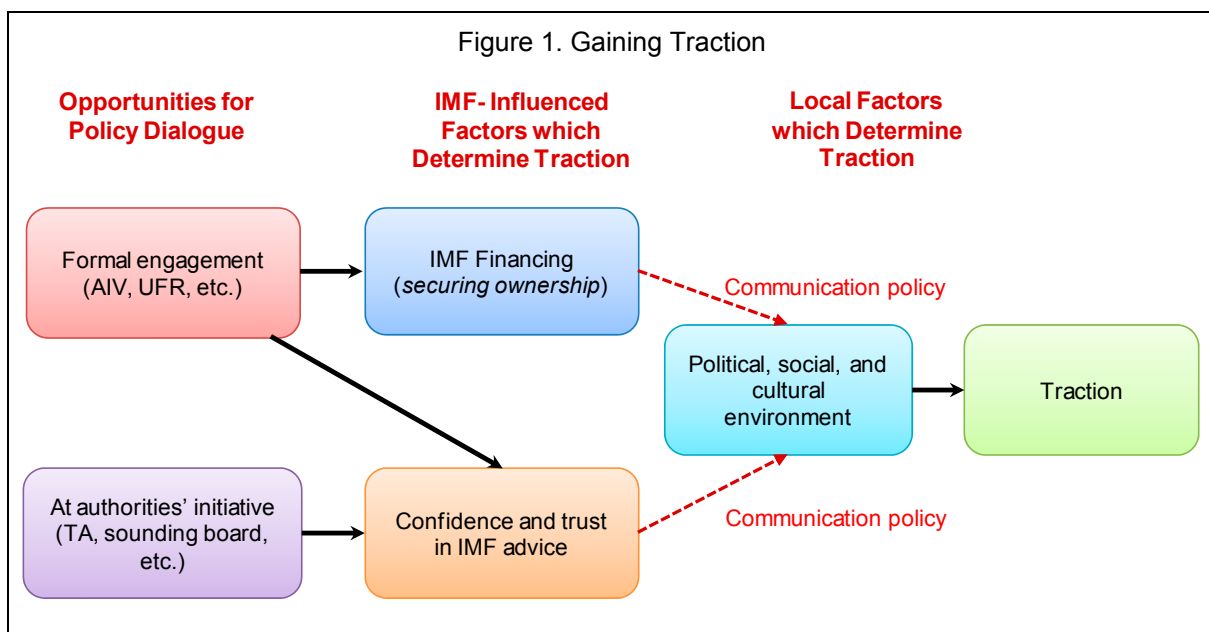 Figure 1. Gaining Traction
Opportunities for
Policy Dialogue
IMF- Influenced
Factors which
Determine Traction
Local Factors
which Determine
Traction
Formal engagement
(AIV, UFR, etc.)
IMF Financing
(securing ownership)
Communication policy
Political, social, and
cultural
environment
Traction
At authorities’ initiative
(TA, sounding board,
etc.)
Confidence and trust
in IMF advice
Communication policy